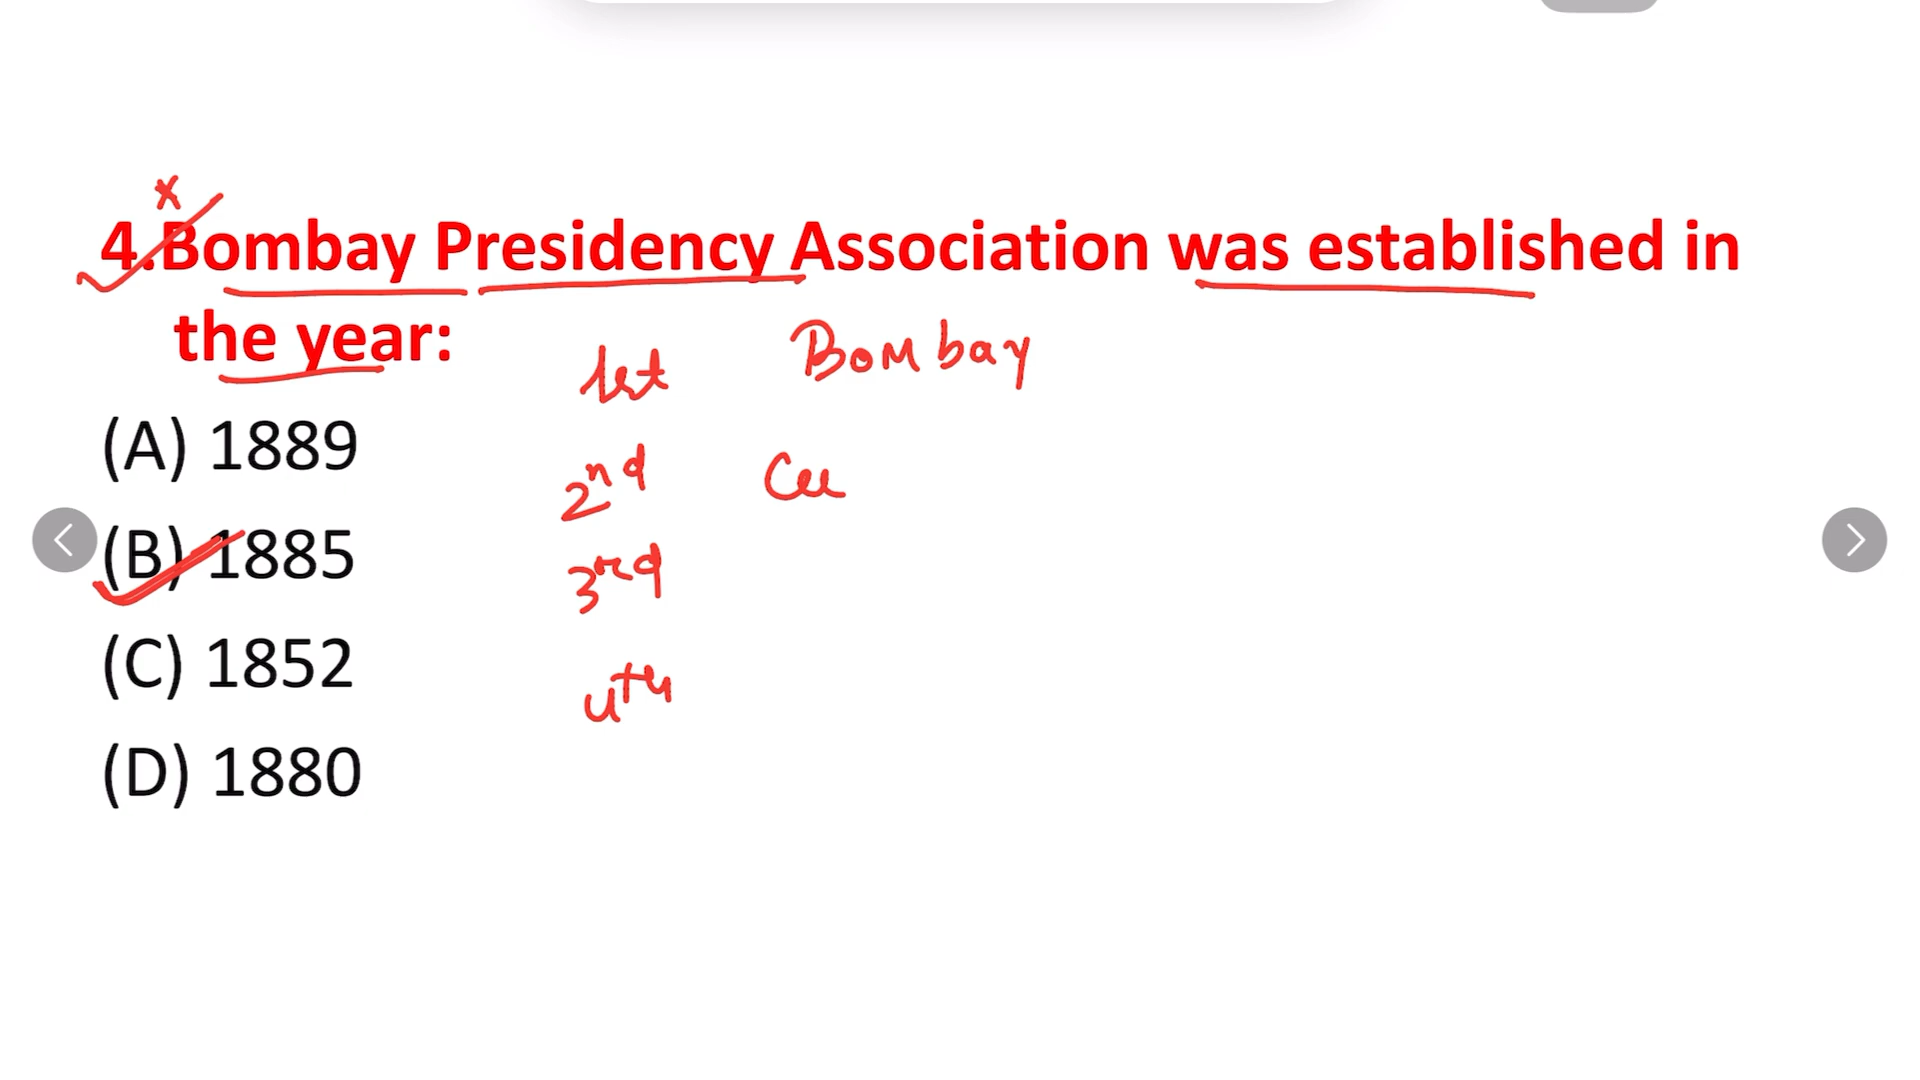 4.Bombay Presidency Association was established in
the year:
1st Bombay
(A) 1889
2nd
(B) 1885
3rd
(C) 1852
4th
(D) 1880